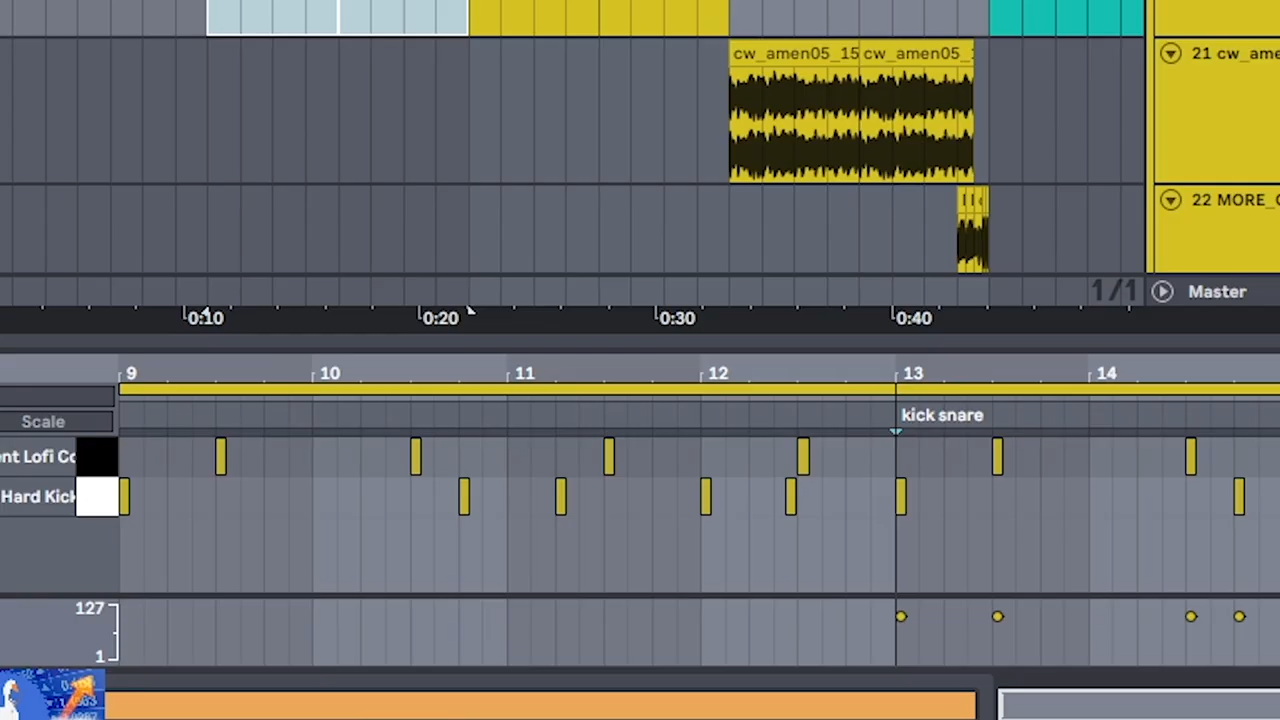 cw_amen05_15 cw_amen05_
21 cw_ame
22 MORE_
1/1 Master
0:10 0:20 0:30 0:40
9 10 11 12 13 14
Scale kick snare
nt Lofi Co
Hard Kick
127
1